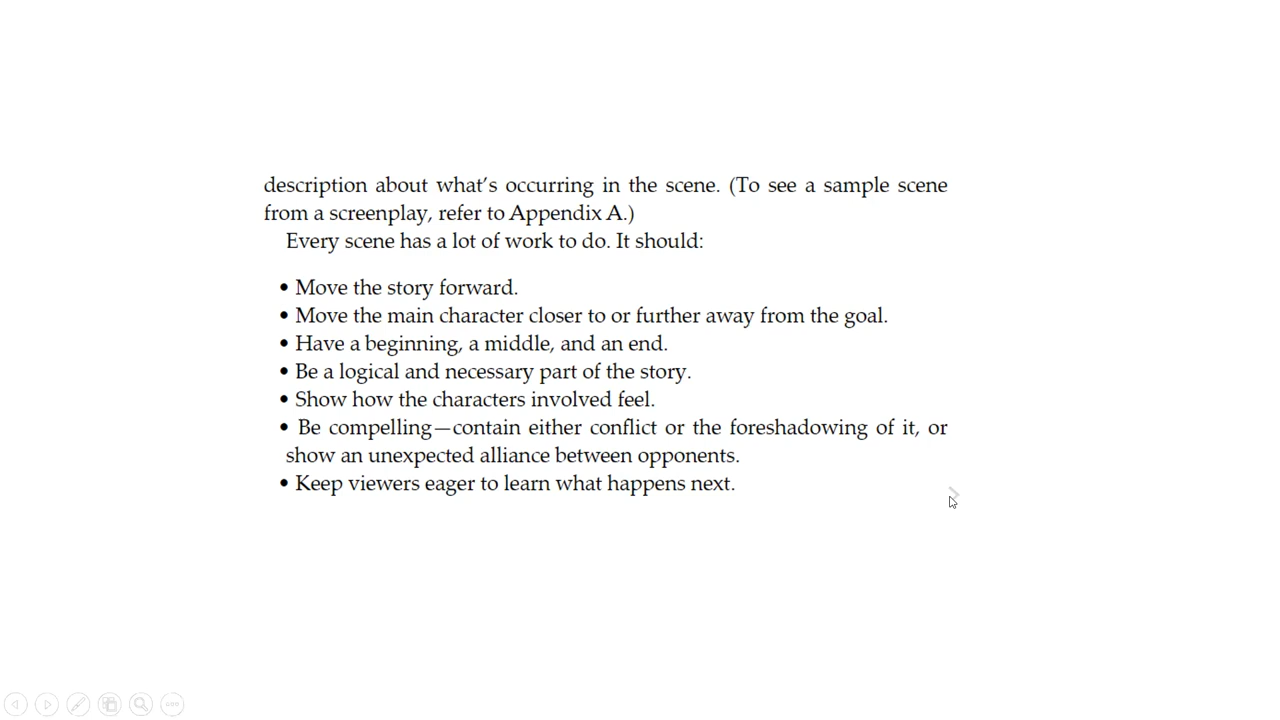 description about what's occurring in the scene. (To see a sample scene
from a screenplay, refer to Appendix A.)
Every scene has a lot of work to do. It should:
• Move the story forward.
• Move the main character closer to or further away from the goal.
• Have a beginning, a middle, and an end.
• Be a logical and necessary part of the story.
• Show how the characters involved feel.
• Be compelling—contain either conflict or the foreshadowing of it, or
show an unexpected alliance between opponents.
• Keep viewers eager to learn what happens next.